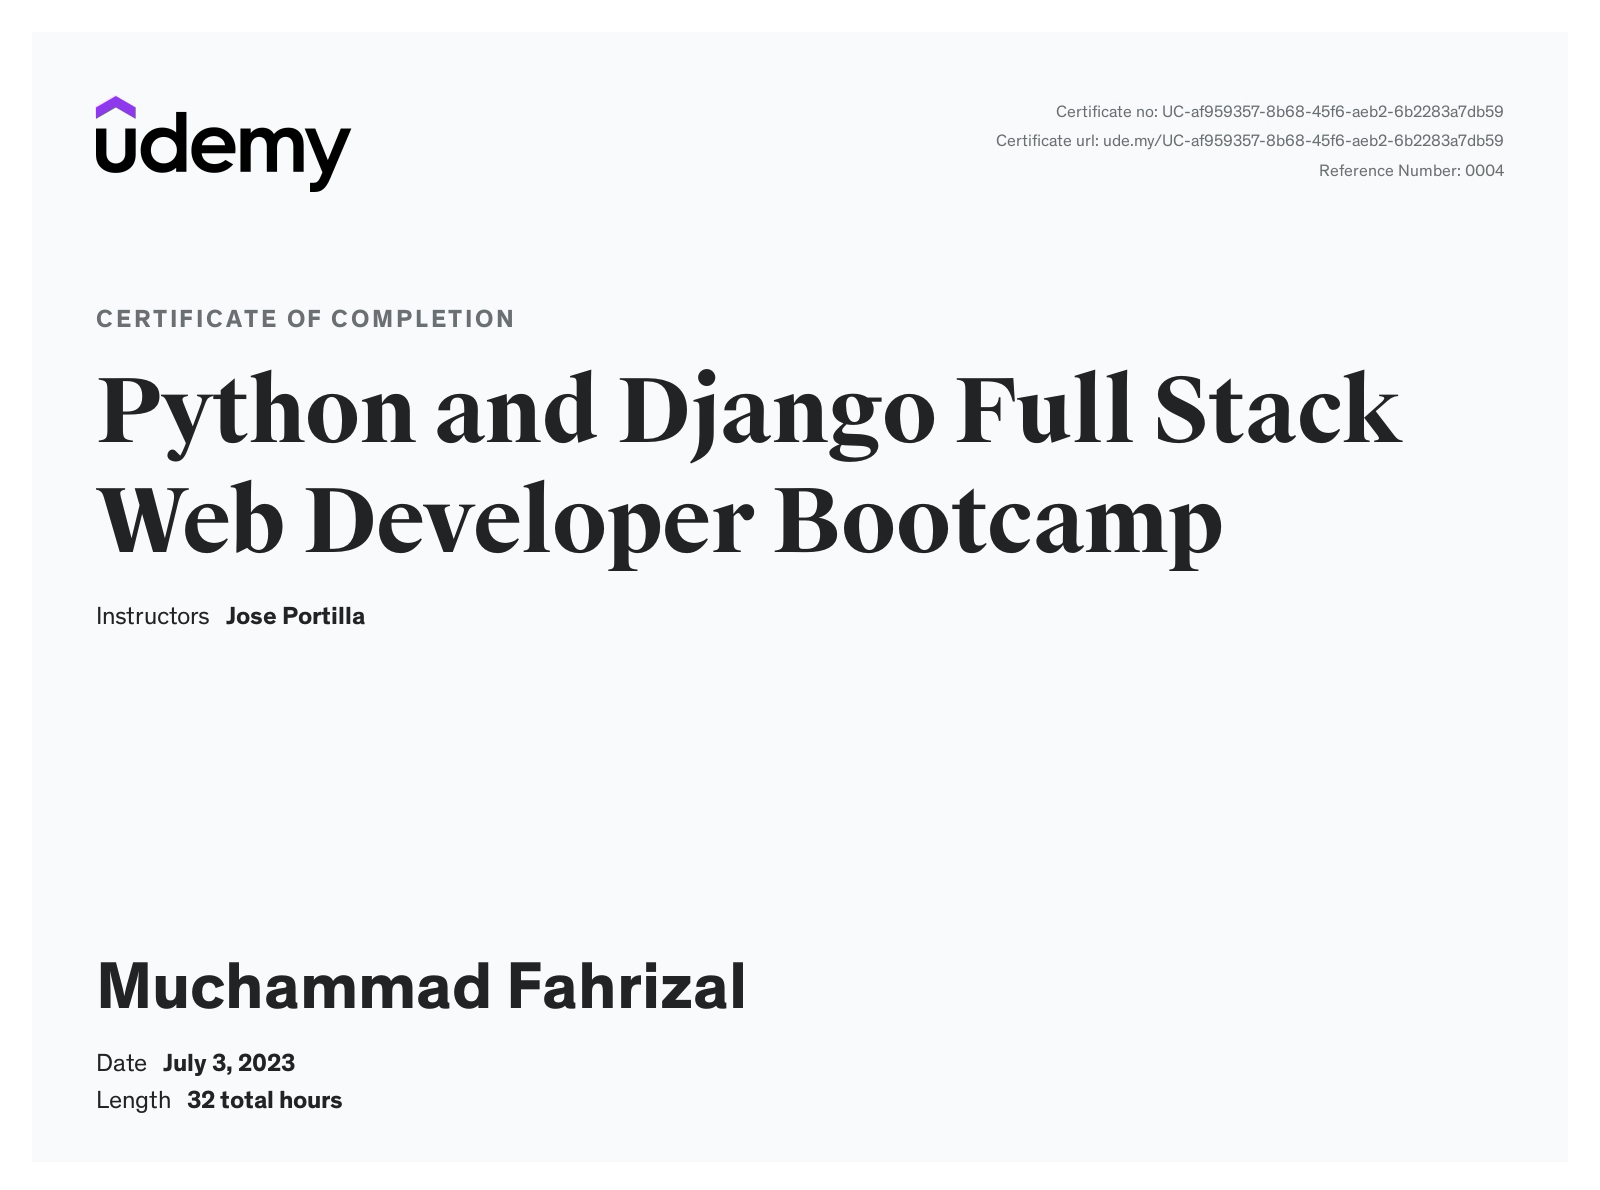 udemy
Certificate no: UC-af959357-8b68-45f6-aeb2-6b2283a7db59
Certificate url: ude.my/UC-af959357-8b68-45f6-aeb2-6b2283a7db59
Reference Number: 0004
CERTIFICATE OF COMPLETION
Python and Django Full Stack
Web Developer Bootcamp
Instructors Jose Portilla
Muchammad Fahrizal
Date July 3, 2023
Length 32 total hours